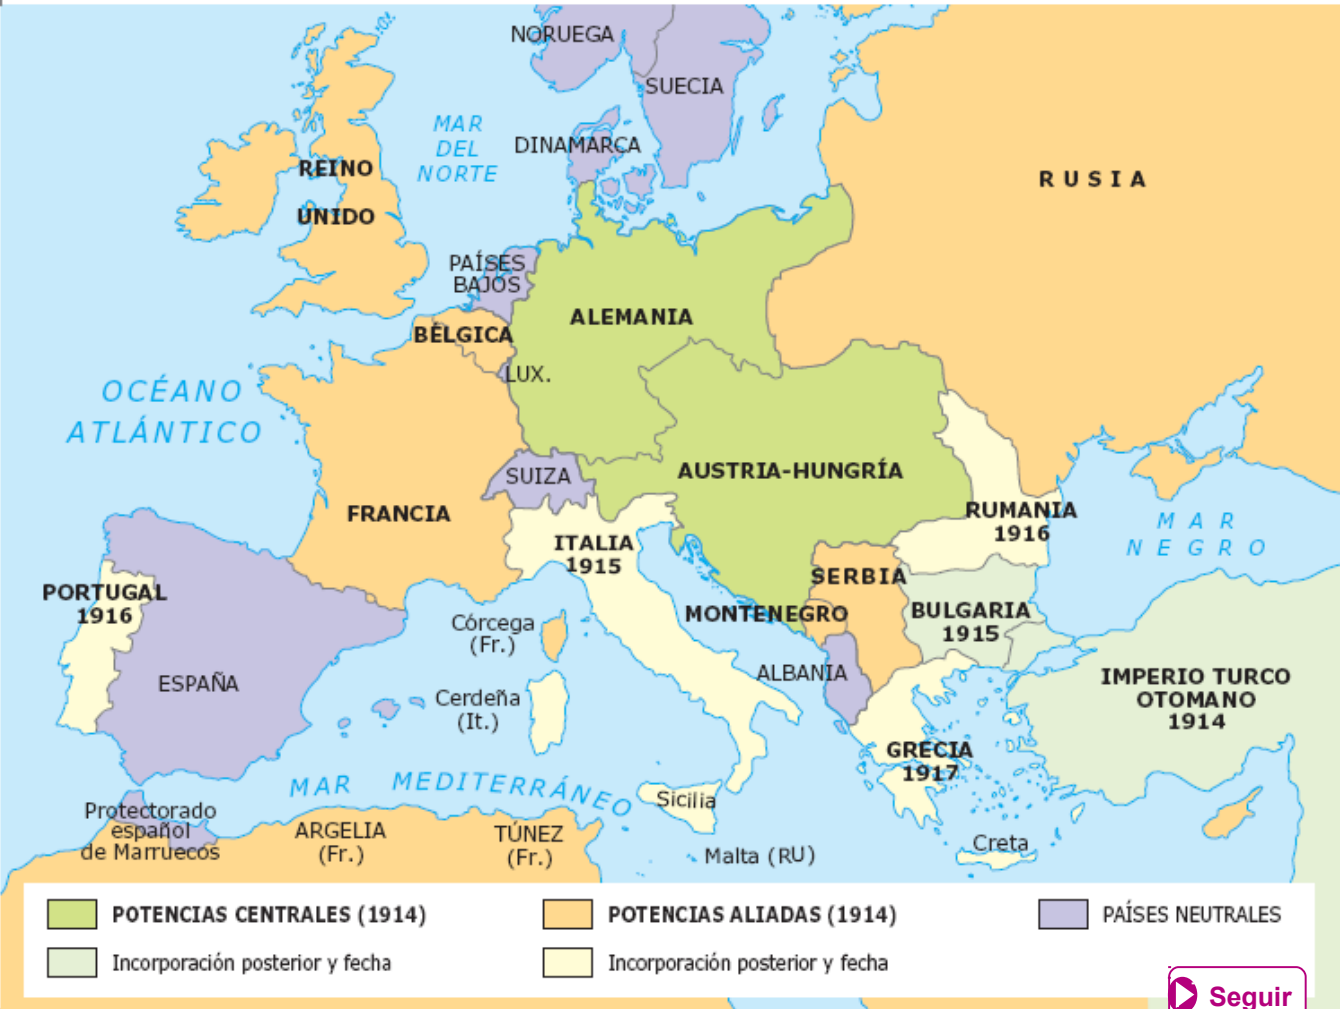 NORUEGA
SUECIA
MAR
DEL
NORTE
DINAMARCA
REINO
UNIDO
RUSIA
PAÍSES
BAJOS
ALEMANIA
BÉLGICA
LUX.
OCÉANO
ATLÁNTICO
SUIZA
AUSTRIA-HUNGRÍA
FRANCIA
ITALIA
1915
RUMANIA
1916
MAR
NEGRO
PORTUGAL
1916
SERBIA
MONTENEGRO
BULGARIA
1915
Córcega
(Fr.)
ESPAÑA
ALBANIA
Cerdeña
(It.)
IMPERIO TURCO
OTOMANO
1914
GRECIA
1917
MAR MEDITERRÁNEO
Sicilia
Protectorado
español
de Marruecos
ARGELIA
(Fr.)
TÚNEZ
(Fr.)
Malta (RU)
Creta
POTENCIAS CENTRALES (1914)
POTENCIAS ALIADAS (1914)
PAÍSES NEUTRALES
Incorporación posterior y fecha
Incorporación posterior y fecha
Seguir